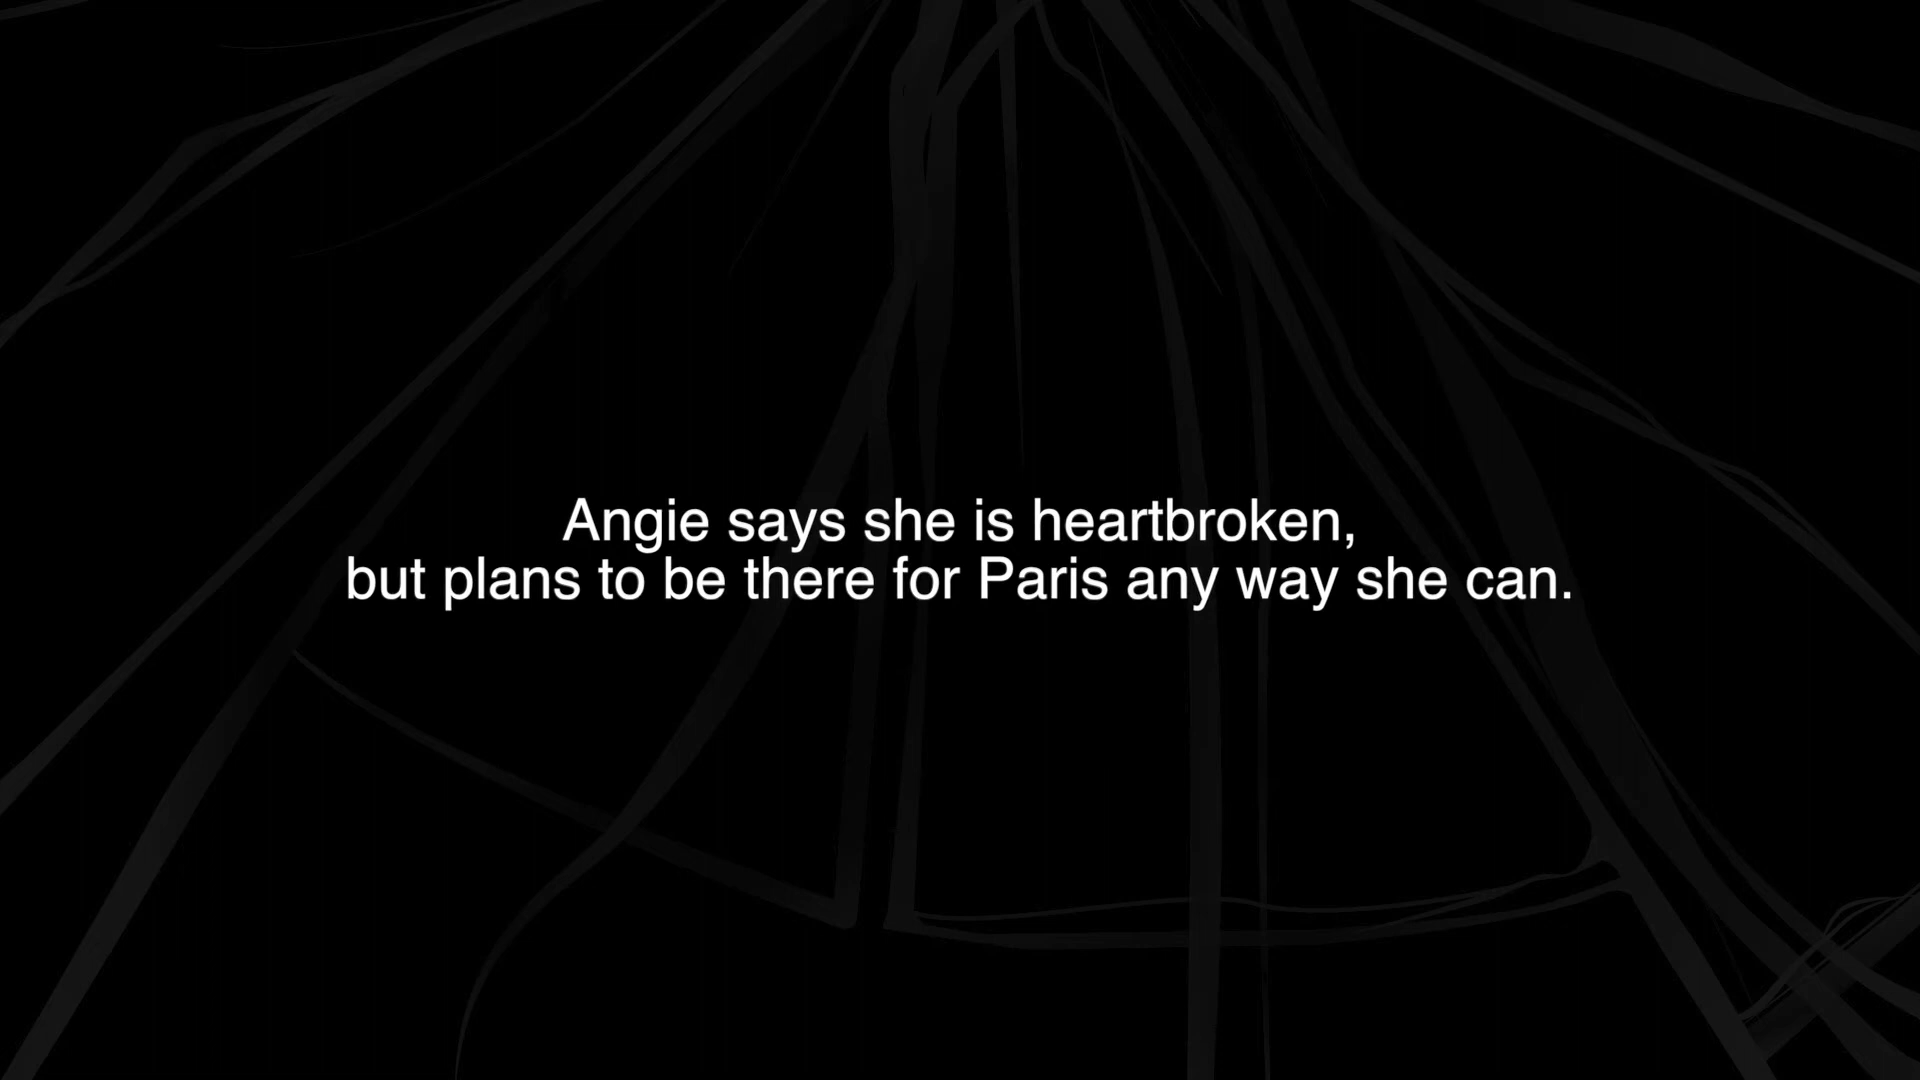 Angie says she is heartbroken,
but plans to be there for Paris any way she can.